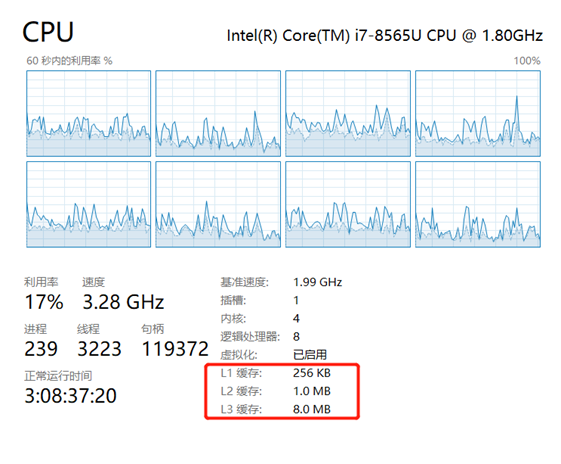 CPU
Intel(R) Core(TM) i7-8565U CPU @ 1.80GHz
60 秒内的利用率 %
100%
利用率 速度
17% 3.28 GHz
进程 线程 句柄
239 3223 119372
正常运行时间
3:08:37:20
基准速度: 1.99 GHz
插槽: 1
内核: 4
逻辑处理器: 8
虚拟化: 已启用
L1 缓存: 256 KB
L2 缓存: 1.0 MB
L3 缓存: 8.0 MB